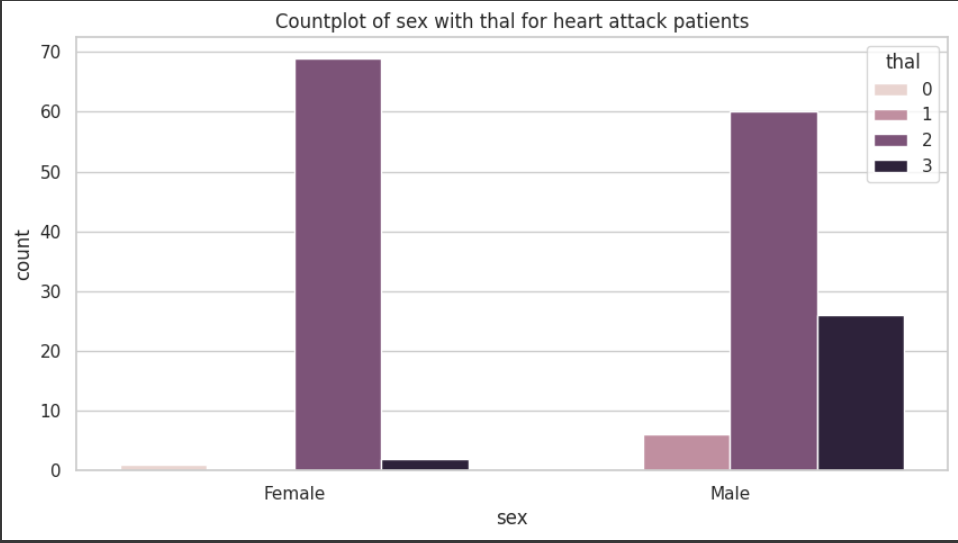 Countplot of sex with thal for heart attack patients
thal
0
1
2
3
70
60
50
40
30
20
10
0
count
Female Male
sex